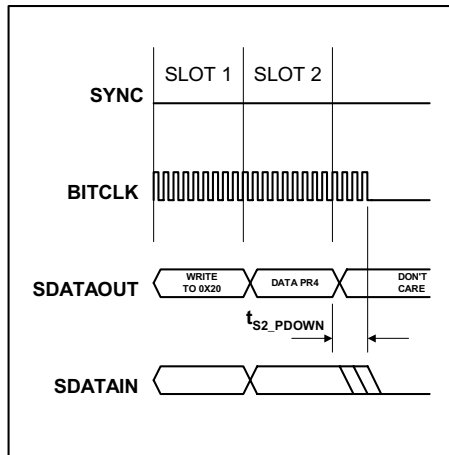 SLOT 1 SLOT 2
SYNC
BITCLK
SDATAOUT
WRITE
TO 0X20
DATA PR4
DON'T
CARE
tS2_PDOWN
SDATAIN